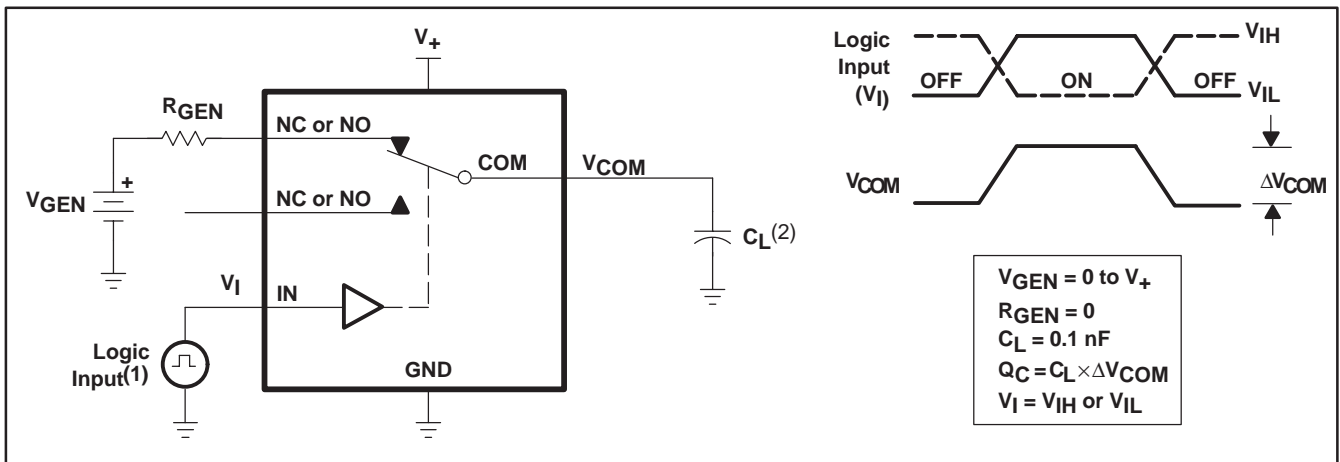 V+
RGEN
NC or NO
COM
VCOM
VGEN
+
NC or NO
CL(2)
VI
IN
Logic
Input(1)
GND
Logic
Input
(VI)
VIH
OFF
ON
OFF
VIL
VCOM
ΔVCOM
VGEN = 0 to V+
RGEN = 0
CL = 0.1 nF
QC = CL × ΔVCOM
VI = VIH or VIL